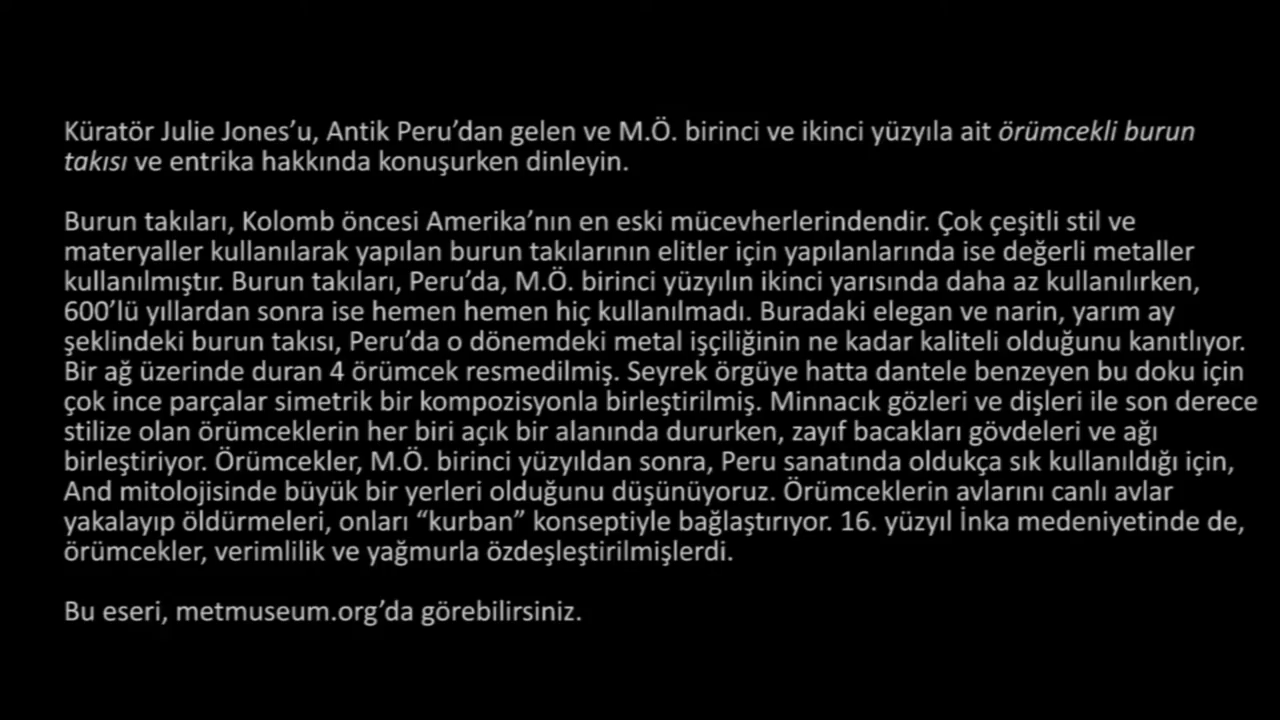 Küratör Julie Jones’u, Antik Peru’dan gelen ve M.Ö. birinci ve ikinci yüzyıla ait örümcekli burun
takısı ve entrika hakkında konuşurken dinleyin.
Burun takıları, Kolomb öncesi Amerika’nın en eski mücevherlerindendir. Çok çeşitli stil ve
materyaller kullanılarak yapılan burun takılarının elitler için yapılanlarında ise değerli metaller
kullanılmıştır. Burun takıları, Peru’da, M.Ö. birinci yüzyılın ikinci yarısında daha az kullanılırken,
600’lü yıllardan sonra ise hemen hemen hiç kullanılmadı. Buradaki elegan ve narin, yarım ay
şeklindeki burun takısı, Peru’da o dönemdeki metal işçiliğinin ne kadar kaliteli olduğunu kanıtlıyor.
Bir ağ üzerinde duran 4 örümcek resmedilmiş. Seyrek örgüye hatta dantele benzeyen bu doku için
çok ince parçalar simetrik bir kompozisyonla birleştirilmiş. Minnacık gözleri ve dişleri ile son derece
stilize olan örümceklerin her biri açık bir alanında dururken, zayıf bacakları gövdeleri ve ağı
birleştiriyor. Örümcekler, M.Ö. birinci yüzyıldan sonra, Peru sanatında oldukça sık kullanıldığı için,
And mitolojisinde büyük bir yerleri olduğunu düşünüyoruz. Örümceklerin avlarını canlı avlar
yakalayıp öldürmeleri, onları “kurban” konseptiyle bağlaştırıyor. 16. yüzyıl İnka medeniyetinde de,
örümcekler, verimlilik ve yağmurla özdeşleştirilmişlerdi.
Bu eseri, metmuseum.org’da görebilirsiniz.